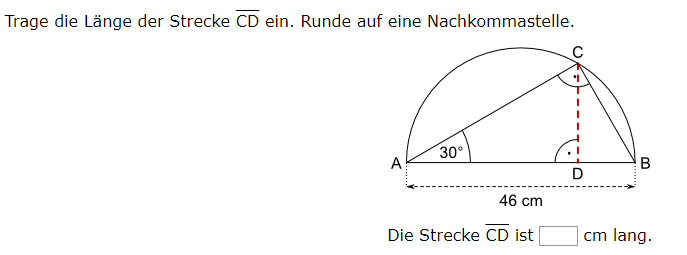 Trage die Länge der Strecke CD ein. Runde auf eine Nachkommastelle.
C
30°
A
B
D
46 cm
Die Strecke CD ist cm lang.